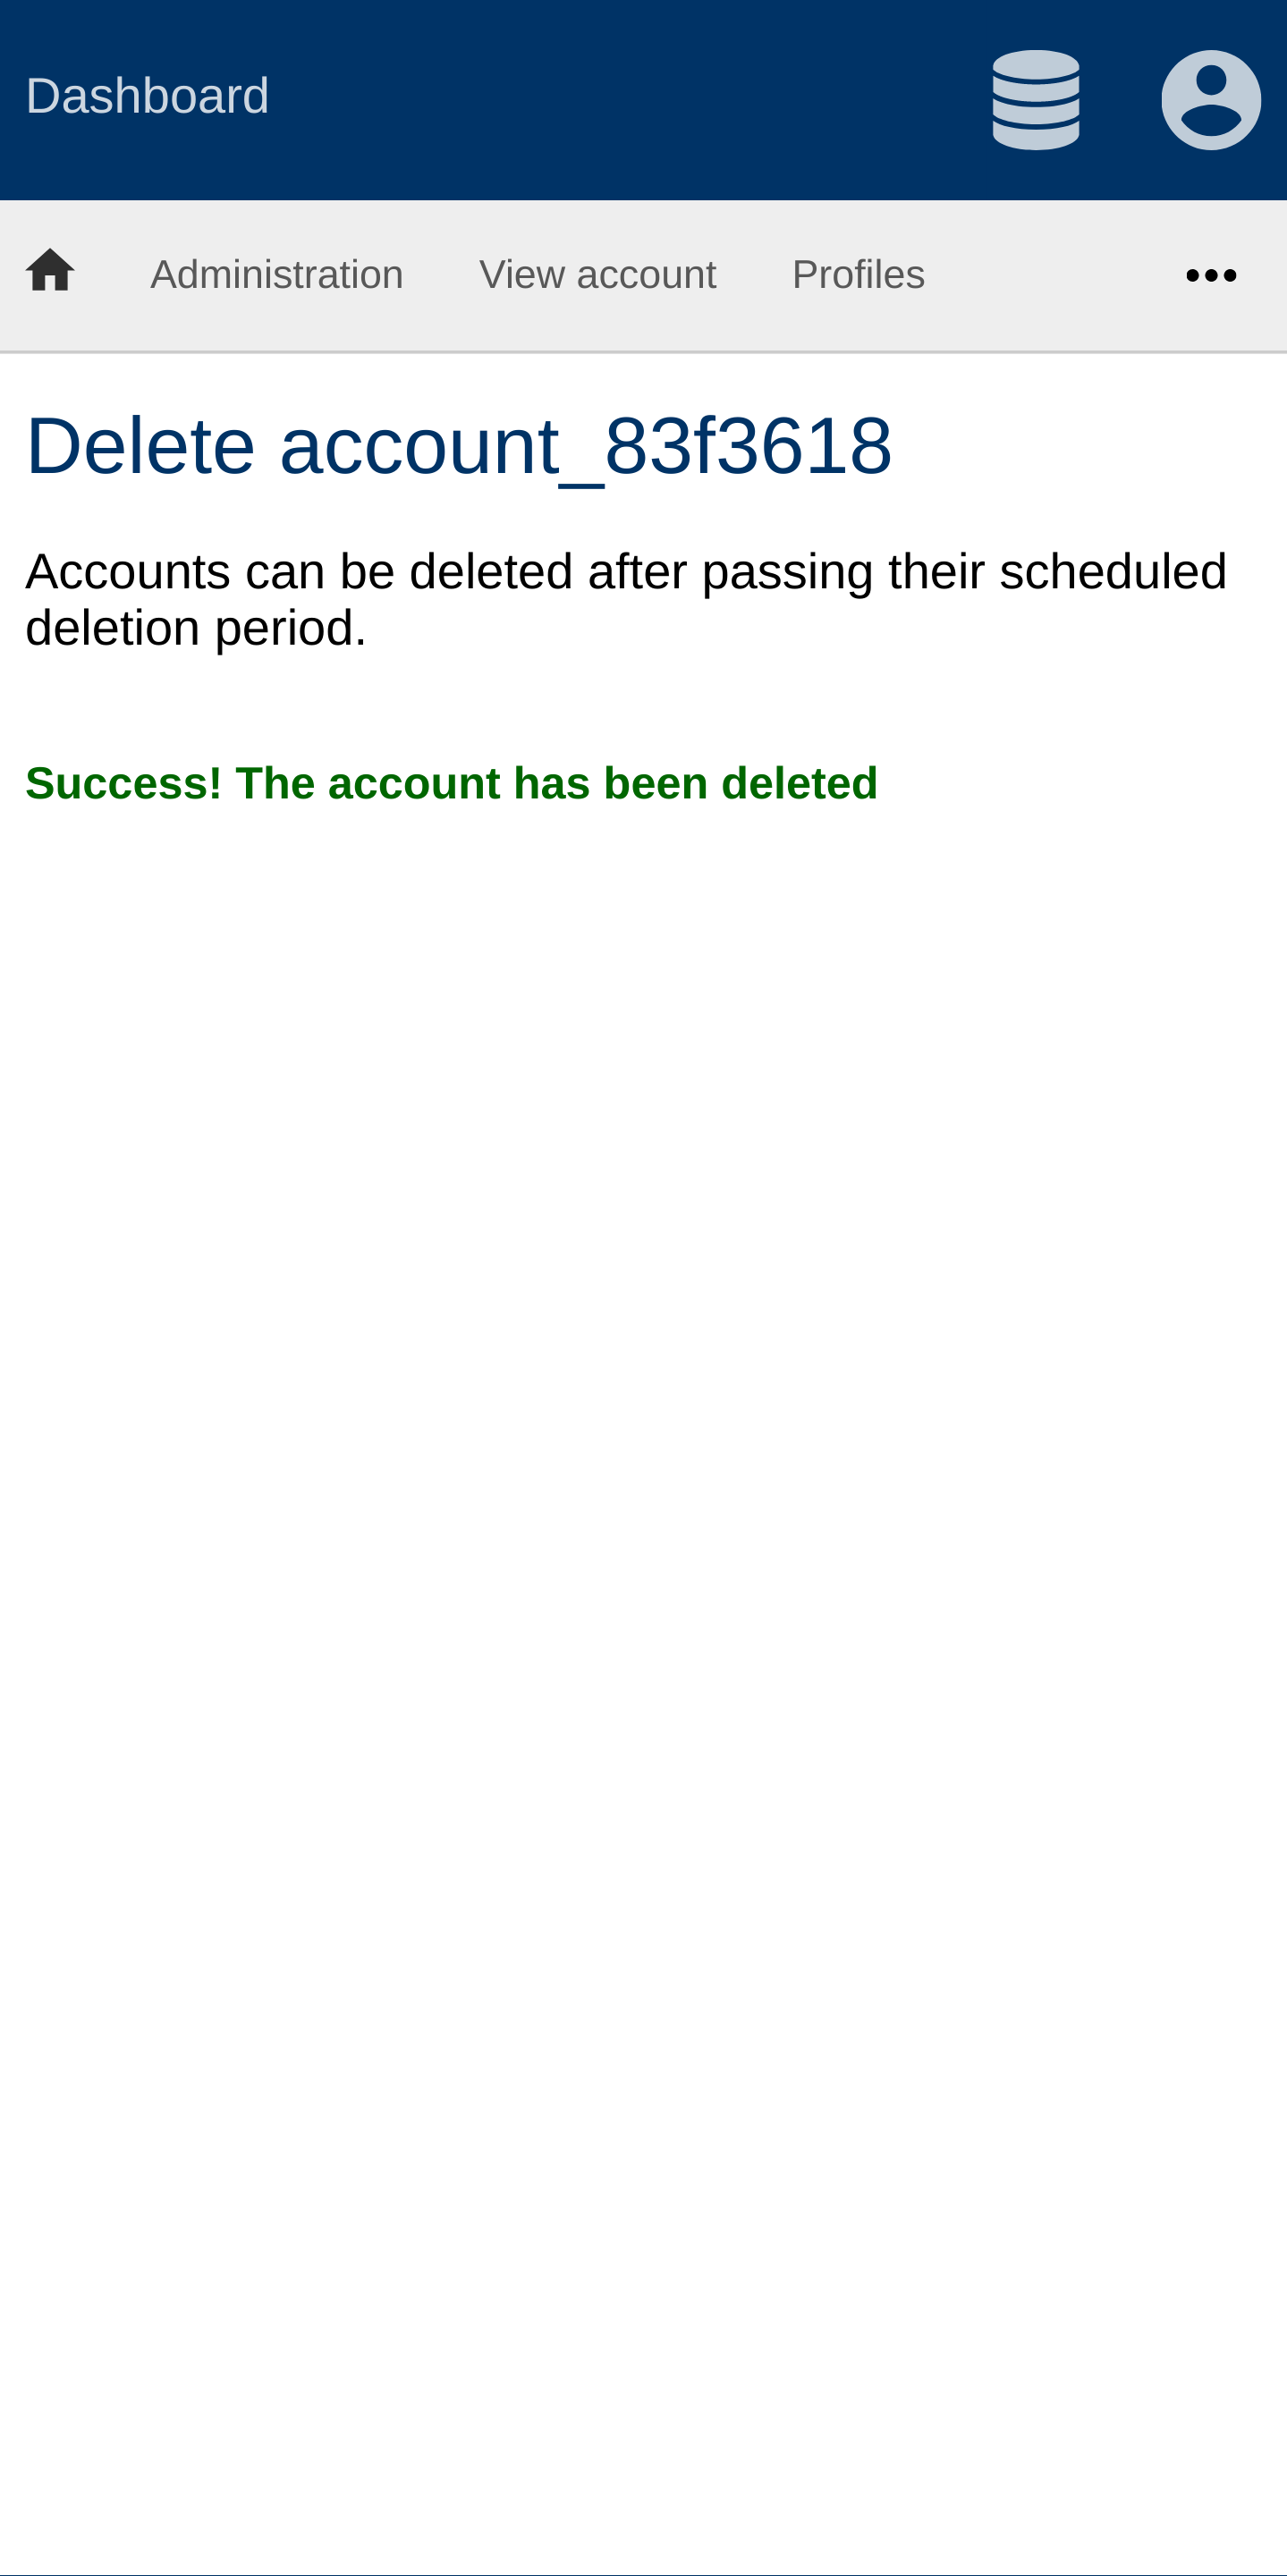 Dashboard
Administration View account Profiles
Delete account_83f3618
Accounts can be deleted after passing their scheduled
deletion period.
Success! The account has been deleted